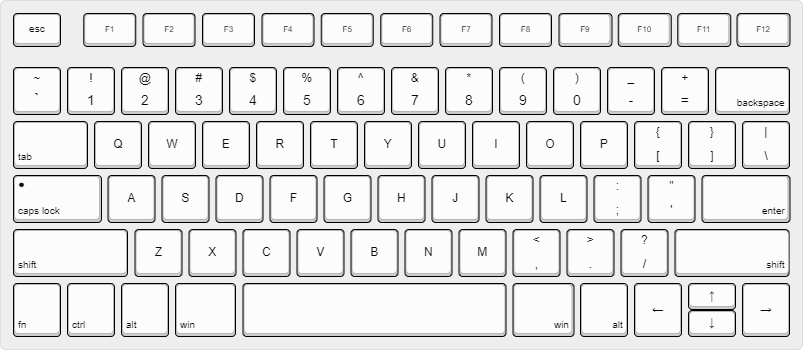 esc F1 F2 F3 F4 F5 F6 F7 F8 F9 F10 F11 F12
~ ! @ # $ % ^ & * ( ) _ +
` 1 2 3 4 5 6 7 8 9 0 - = backspace
{ } |
tab Q W E R T Y U I O P [ ] \
: "
caps lock A S D F G H J K L ; ' enter
< > ?
shift Z X C V B N M , . / shift
fn ctrl alt win win alt ← ↑ ↓ →